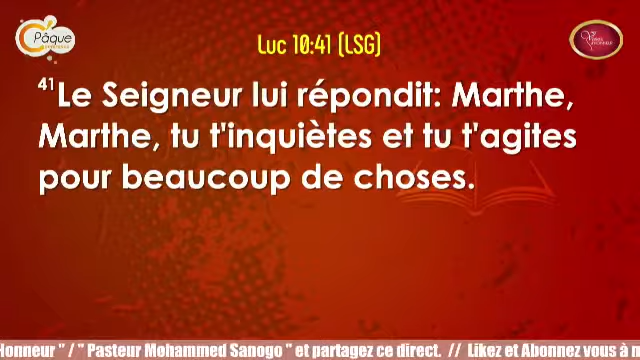 Pâque
Luc 10:41 (LSG)
41Le Seigneur lui répondit: Marthe,
Marthe, tu t'inquiètes et tu t'agites
pour beaucoup de choses.
Honneur " / " Pasteur Mohammed Sanogo " et partagez ce direct. // Likez et Abonnez vous à n